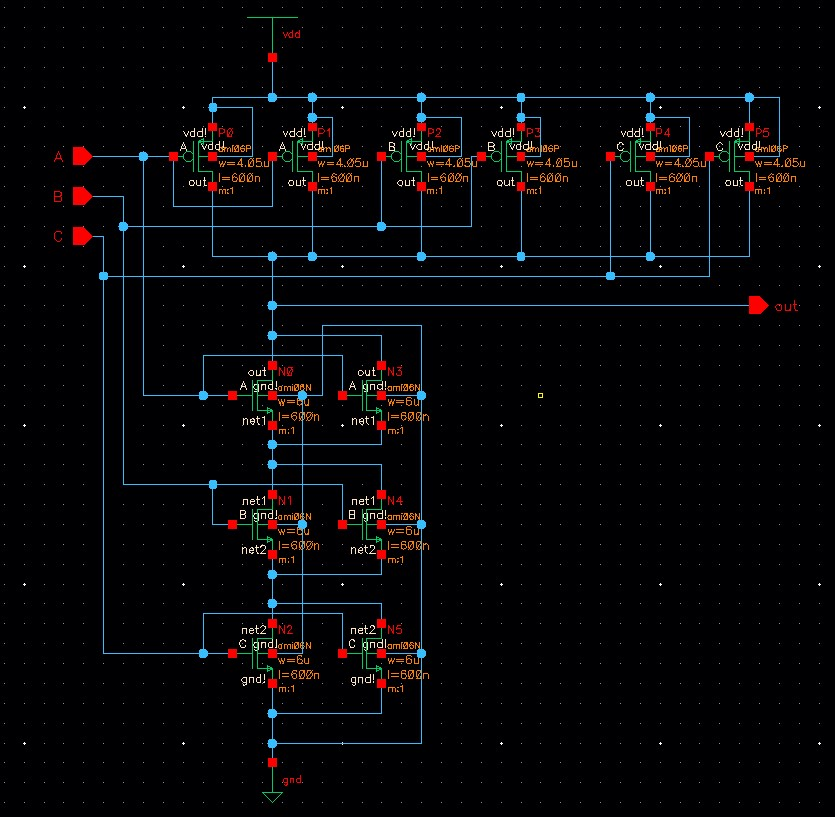 vdd
vdd! P0 vdd! P1 vdd! P2 vdd! P3 vdd! P4 vdd! P5
A A vdd! ami06P A vdd! ami06P B vdd! ami06P B vdd! ami06P C vdd! ami06P C vdd! ami06P
w=4.05u w=4.05u w=4.05u w=4.05u w=4.05u w=4.05u
out l=600n out l=600n out l=600n out l=600n out l=600n out l=600n
m:1 m:1 m:1 m:1 m:1 m:1
B
C
out
out N0 out N3
A gnd! ami06N A gnd! ami06N
w=6u w=6u
net1 l=600n net1 l=600n
m:1 m:1
net1 N1 net1 N4
B gnd! ami06N B gnd! ami06N
w=6u w=6u
net2 l=600n net2 l=600n
m:1 m:1
net2 N2 net2 N5
C gnd! ami06N C gnd! ami06N
w=6u w=6u
gnd! l=600n gnd! l=600n
m:1 m:1
gnd